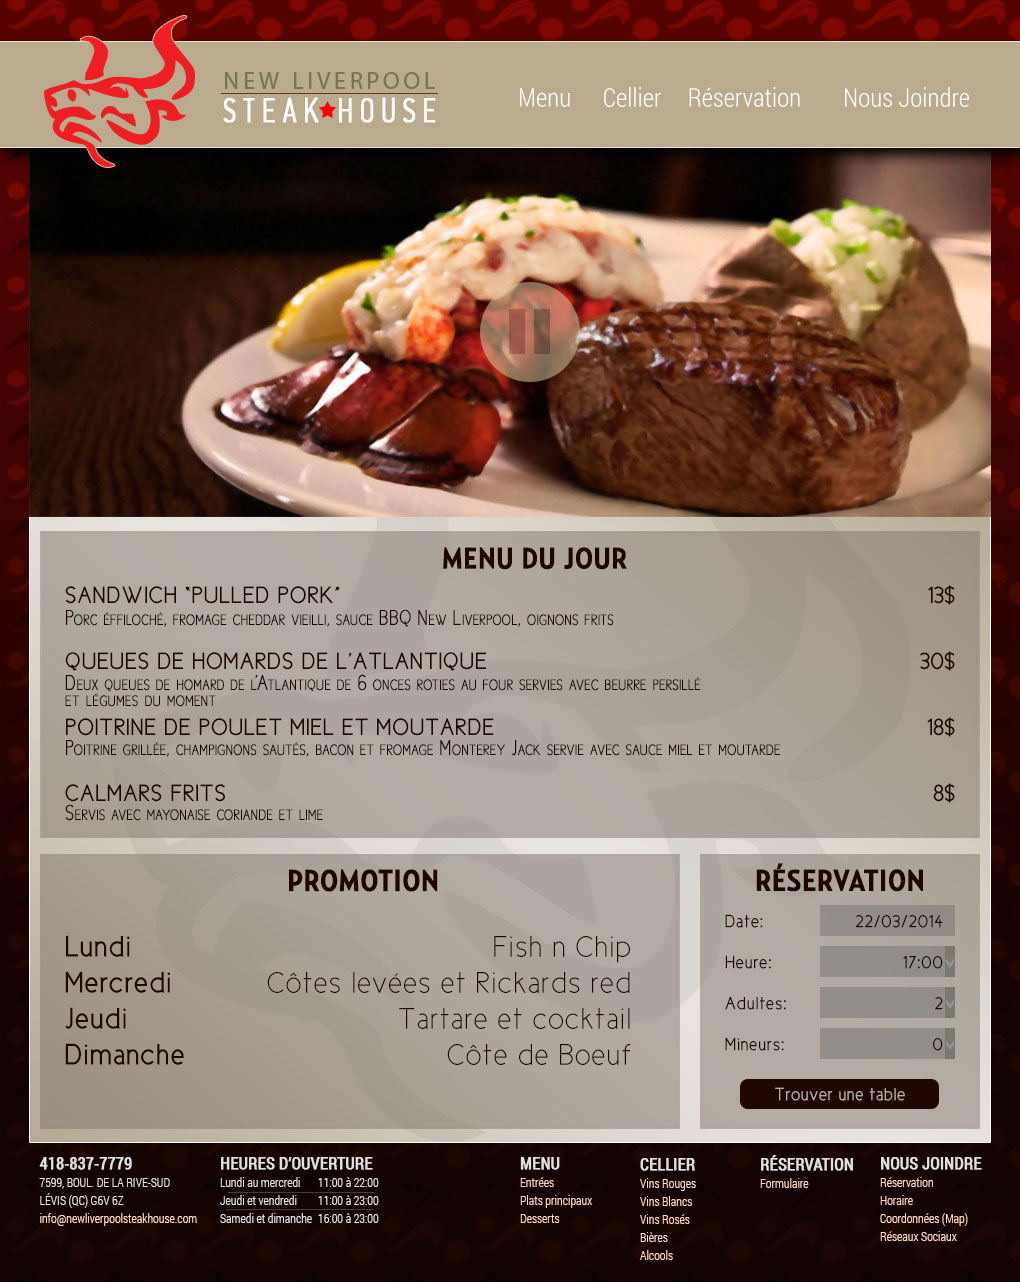 NEW LIVERPOOL
STEAK★HOUSE
Menu Cellier Réservation Nous Joindre
MENU DU JOUR
SANDWICH "PULLED PORK" 13$
Porc éffiloché, fromage cheddar vieilli, sauce BBQ New Liverpool, oignons frits
QUEUES DE HOMARDS DE L'ATLANTIQUE 30$
Deux queues de homard de l'Atlantique de 6 onces roties au four servies avec beurre persillé
et légumes du moment
POITRINE DE POULET MIEL ET MOUTARDE 18$
Poitrine grillée, champignons sautés, bacon et fromage Monterey Jack servie avec sauce miel et moutarde
CALMARS FRITS 8$
Servis avec mayonaise coriande et lime
PROMOTION
Lundi Fish n Chip
Mercredi Côtes levées et Rickards red
Jeudi Tartare et cocktail
Dimanche Côte de Boeuf
RÉSERVATION
Date: 22/03/2014
Heure: 17:00
Adultes: 2
Mineurs: 0
Trouver une table
418-837-7779
7599, BOUL. DE LA RIVE-SUD
LÉVIS (QC) G6V 6Z
info@newliverpoolsteakhouse.com
HEURES D'OUVERTURE
Lundi au mercredi 11:00 à 22:00
Jeudi et vendredi 11:00 à 23:00
Samedi et dimanche 16:00 à 23:00
MENU
Entrées
Plats principaux
Desserts
CELLIER
Vins Rouges
Vins Blancs
Vins Rosés
Bières
Alcools
RÉSERVATION
Formulaire
NOUS JOINDRE
Réservation
Horaire
Coordonnées (Map)
Réseaux Sociaux